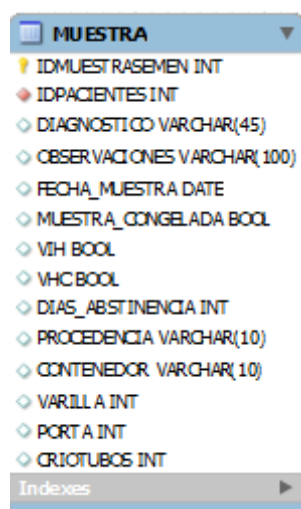 MUESTRA
IDMUESTRASEMEN INT
IDPACIENTES INT
DIAGNOSTICO VARCHAR(45)
OBSERVACIONES VARCHAR(100)
FECHA_MUESTRA DATE
MUESTRA_CONGELADA BOOL
VIH BOOL
VHC BOOL
DIAS_ABSTINENCIA INT
PROCEDENCIA VARCHAR(10)
CONTENEDOR VARCHAR(10)
VARILLA INT
PORTA INT
CRIOTUBOS INT
Indexes